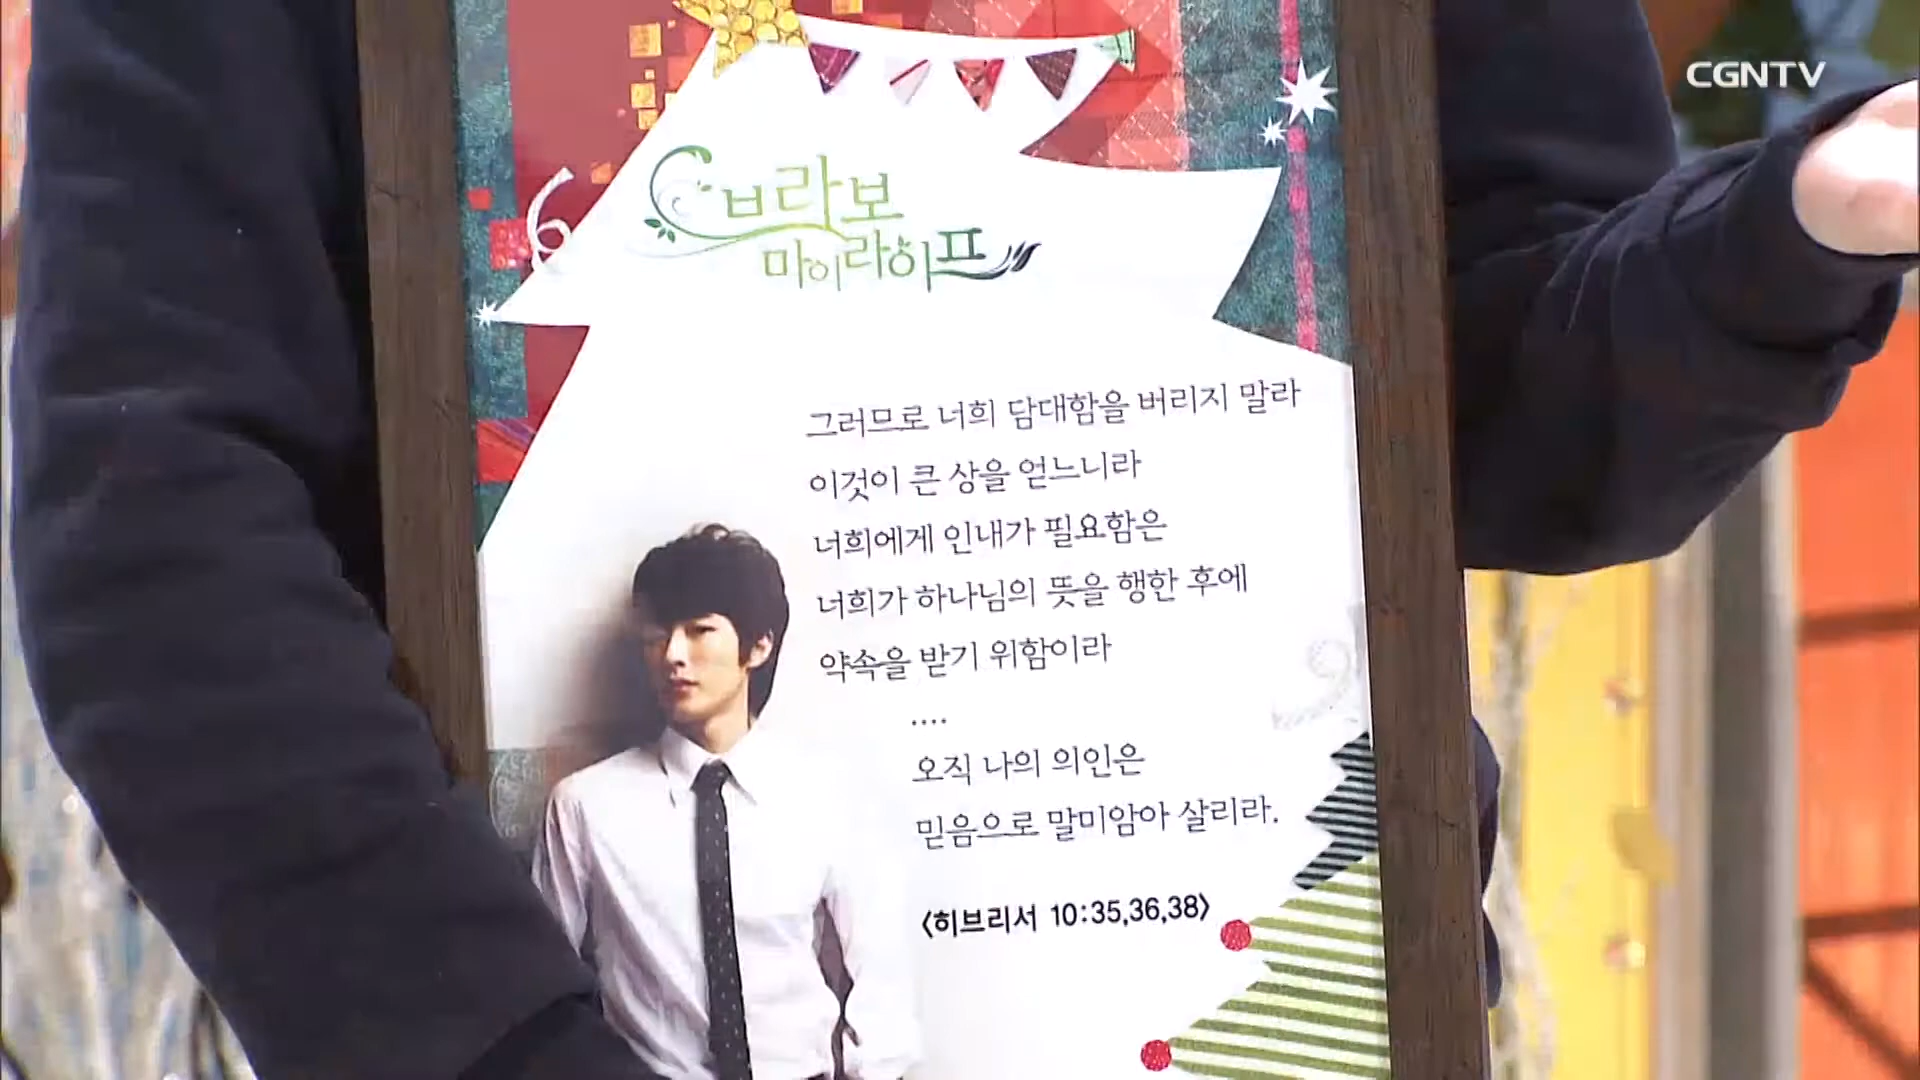 CGNTV
브라보
마이라이프
그러므로 너희 담대함을 버리지 말라
이것이 큰 상을 얻느니라
너희에게 인내가 필요함은
너희가 하나님의 뜻을 행한 후에
약속을 받기 위함이라
....
오직 나의 의인은
믿음으로 말미암아 살리라.
<히브리서 10:35,36,38>